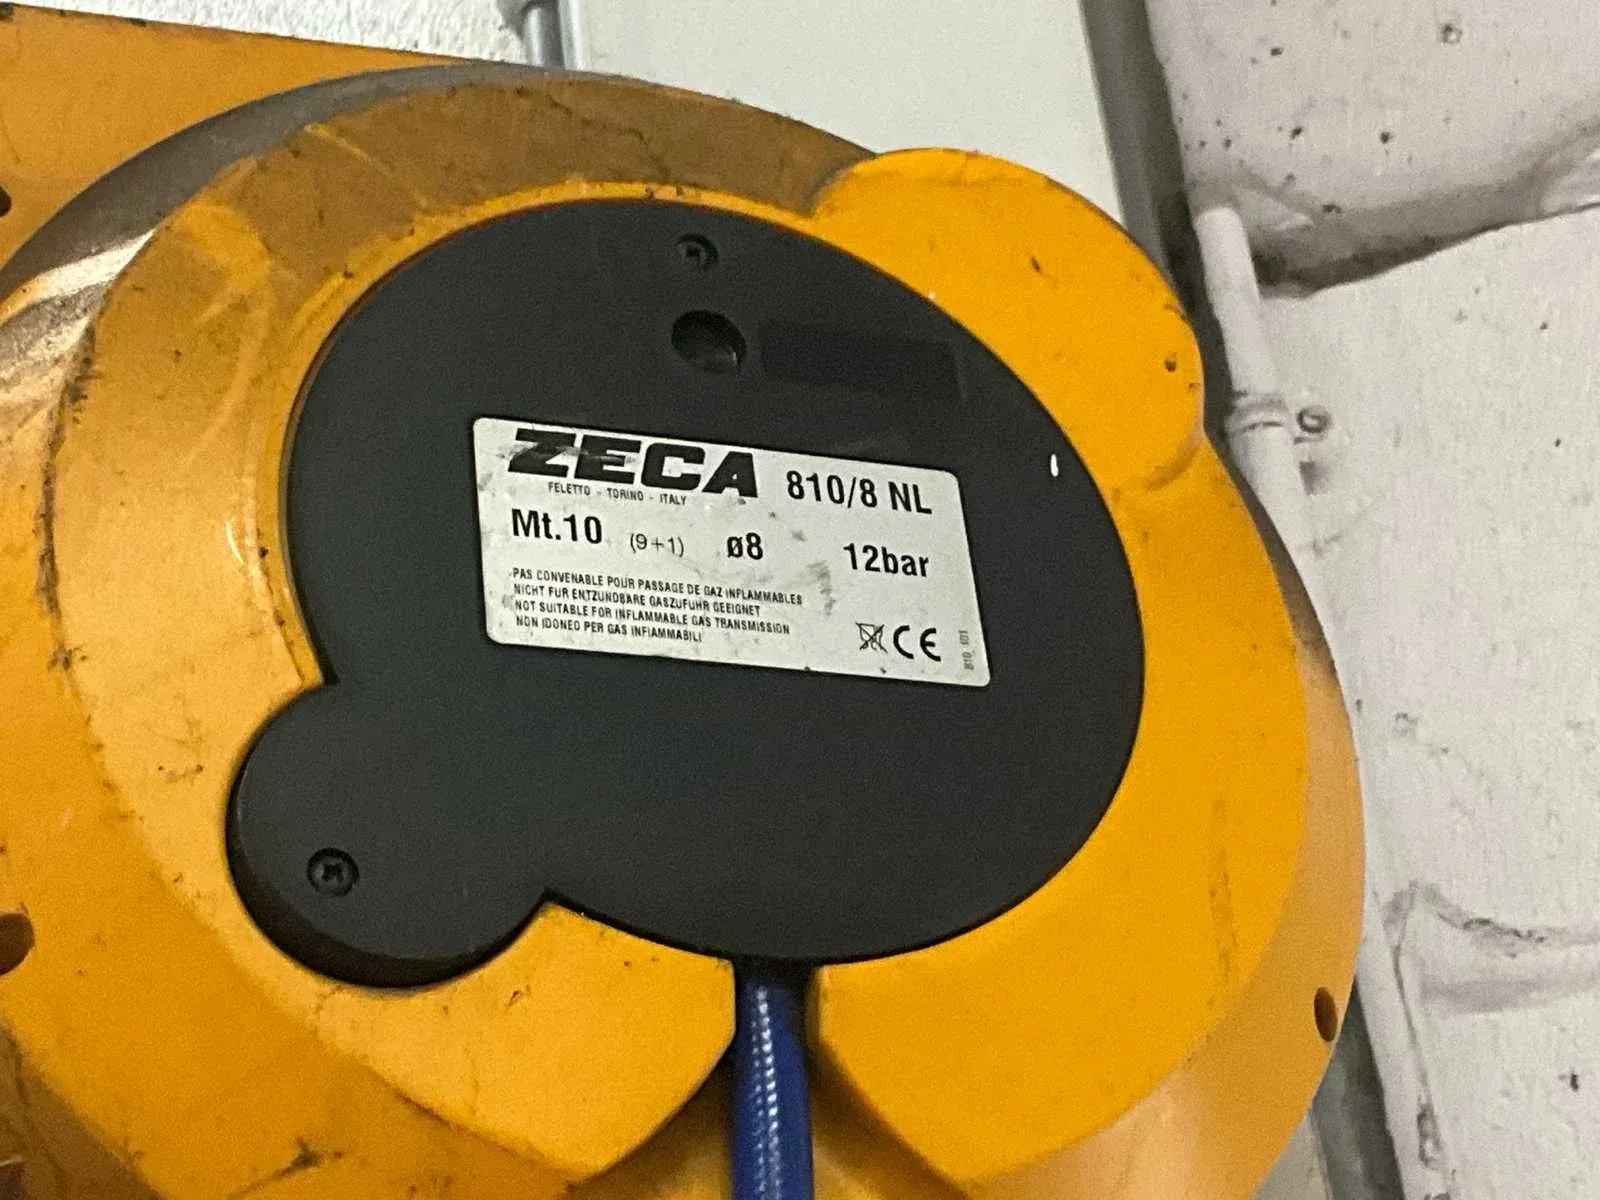 ZECA 810/8 NL
FELETTO - TORINO - ITALY
Mt.10 (9+1) ø8 12bar
PAS CONVENABLE POUR PASSAGE DE GAZ INFLAMMABLES
NICHT FUR ENTZUNDBARE GASZUFUHR GEEIGNET
NOT SUITABLE FOR INFLAMMABLE GAS TRANSMISSION
NON IDONEO PER GAS INFIAMMABILI
CE